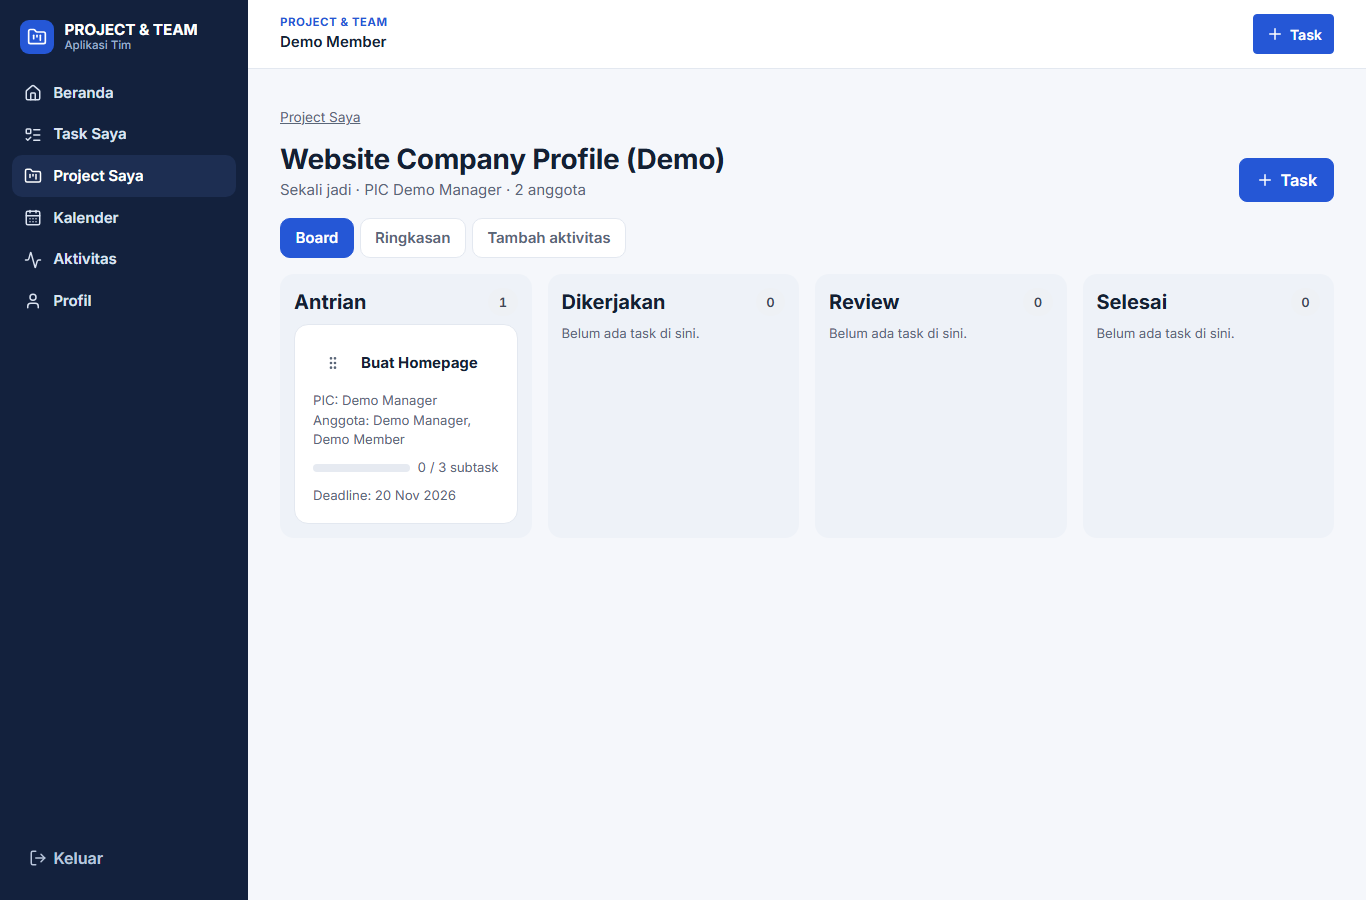 PROJECT & TEAM
Aplikasi Tim
Beranda
Task Saya
Project Saya
Kalender
Aktivitas
Profil
Keluar
PROJECT & TEAM
Demo Member
Task
Project Saya
Website Company Profile (Demo)
Sekali jadi · PIC Demo Manager · 2 anggota
Task
Board
Ringkasan
Tambah aktivitas
Antrian 1
Buat Homepage
PIC: Demo Manager
Anggota: Demo Manager,
Demo Member
0 / 3 subtask
Deadline: 20 Nov 2026
Dikerjakan 0
Belum ada task di sini.
Review 0
Belum ada task di sini.
Selesai 0
Belum ada task di sini.